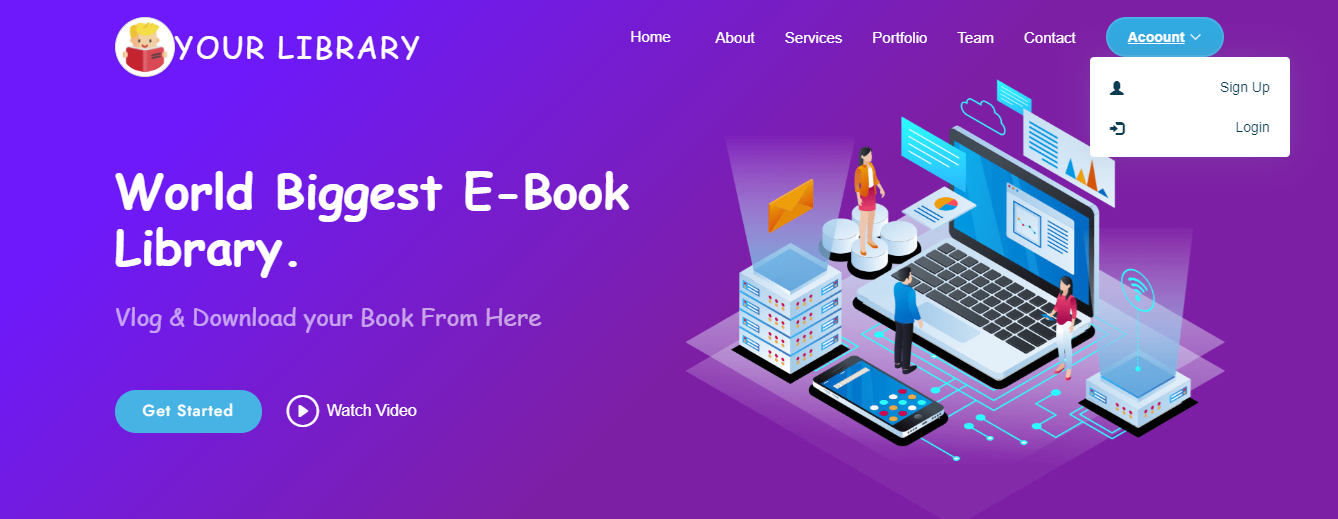 YOUR LIBRARY
Home About Services Portfolio Team Contact Acoount
Sign Up
Login
World Biggest E-Book
Library.
Vlog & Download your Book From Here
Get Started Watch Video